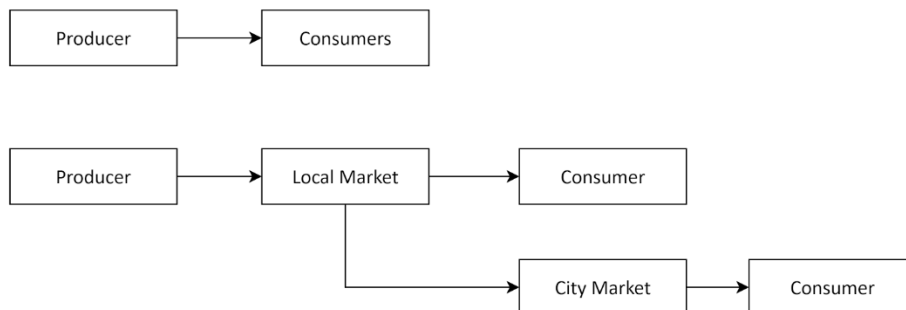 Producer
Consumers
Producer
Local Market
Consumer
City Market
Consumer